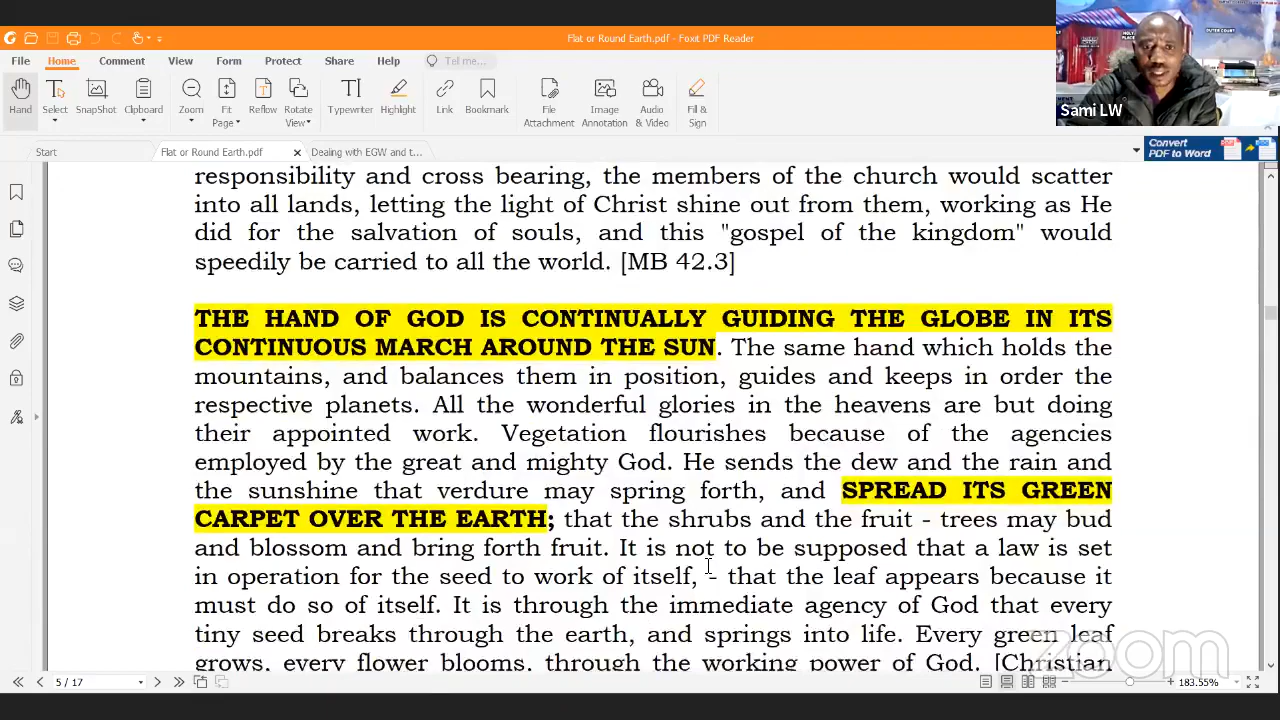 Flat or Round Earth.pdf - Foxit PDF Reader
File Home Comment View Form Protect Share Help Tell me...
Hand Select SnapShot Clipboard Zoom Fit Page Reflow Rotate View Typewriter Highlight Link Bookmark File Attachment Image Annotation Audio & Video Fill & Sign
HOLY PLACE
OUTER COURT
Sami LW
Start Flat or Round Earth.pdf Dealing with EGW and t...
Convert PDF to Word
responsibility and cross bearing, the members of the church would scatter
into all lands, letting the light of Christ shine out from them, working as He
did for the salvation of souls, and this "gospel of the kingdom" would
speedily be carried to all the world. [MB 42.3]
THE HAND OF GOD IS CONTINUALLY GUIDING THE GLOBE IN ITS
CONTINUOUS MARCH AROUND THE SUN. The same hand which holds the
mountains, and balances them in position, guides and keeps in order the
respective planets. All the wonderful glories in the heavens are but doing
their appointed work. Vegetation flourishes because of the agencies
employed by the great and mighty God. He sends the dew and the rain and
the sunshine that verdure may spring forth, and SPREAD ITS GREEN
CARPET OVER THE EARTH; that the shrubs and the fruit - trees may bud
and blossom and bring forth fruit. It is not to be supposed that a law is set
in operation for the seed to work of itself, - that the leaf appears because it
must do so of itself. It is through the immediate agency of God that every
tiny seed breaks through the earth, and springs into life. Every green leaf
grows, every flower blooms, through the working power of God. [Christian
zoom
5 / 17
183.55%